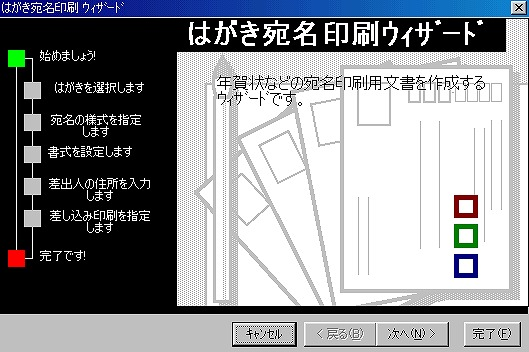 はがき宛名印刷 ｳｨｻﾞｰﾄﾞ
はがき宛名印刷ｳｨｻﾞｰﾄﾞ
始めましょう!
はがきを選択します
宛名の様式を指定
します
書式を設定します
差出人の住所を入力
します
差し込み印刷を指定
します
完了です!
年賀状などの宛名印刷用文書を作成する
ｳｨｻﾞｰﾄﾞです。
ｷｬﾝｾﾙ
< 戻る(B)
次へ(N) >
完了(F)